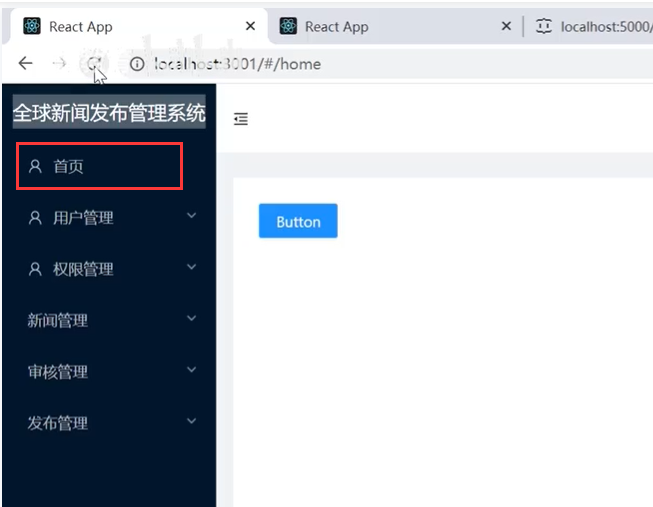 React App
React App
localhost:5000/
localhost:3001/#/home
全球新闻发布管理系统
首页
用户管理
权限管理
新闻管理
审核管理
发布管理
Button